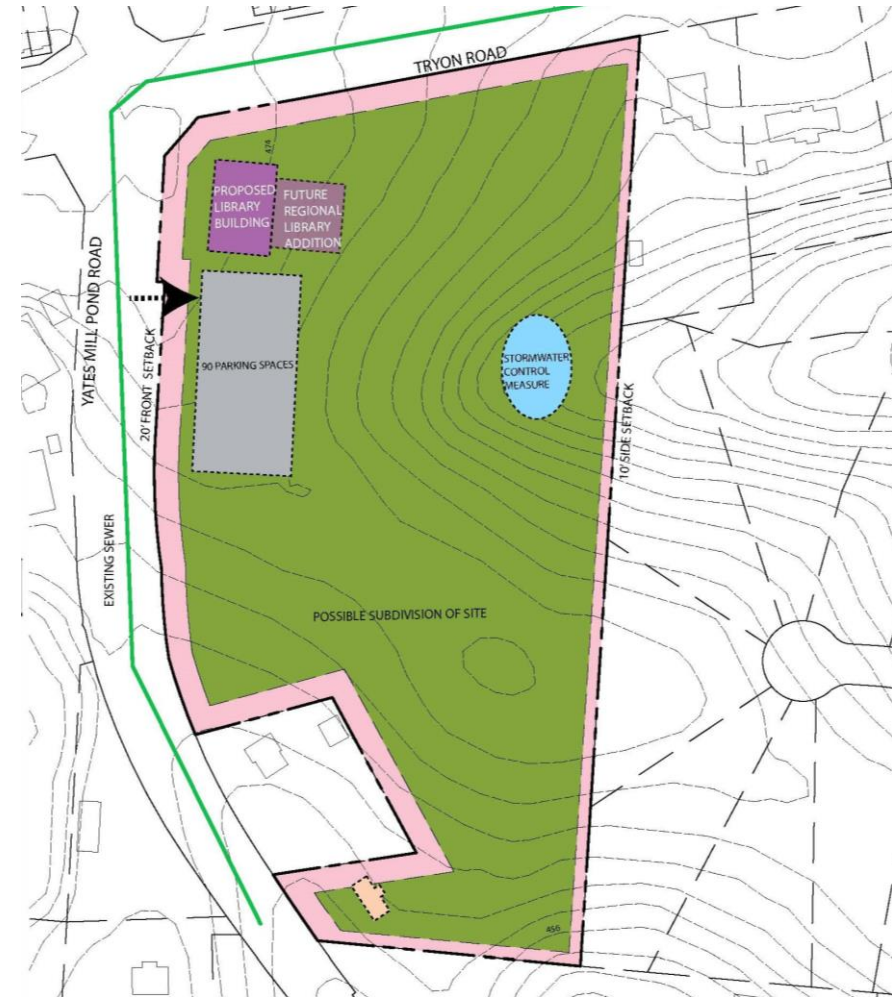 TRYON ROAD
474
PROPOSED
LIBRARY
BUILDING
FUTURE
REGIONAL
LIBRARY
ADDITION
YATES MILL POND ROAD
20' FRONT SETBACK
90 PARKING SPACES
STORMWATER
CONTROL
MEASURE
10' SIDE SETBACK
EXISTING SEWER
POSSIBLE SUBDIVISION OF SITE
456